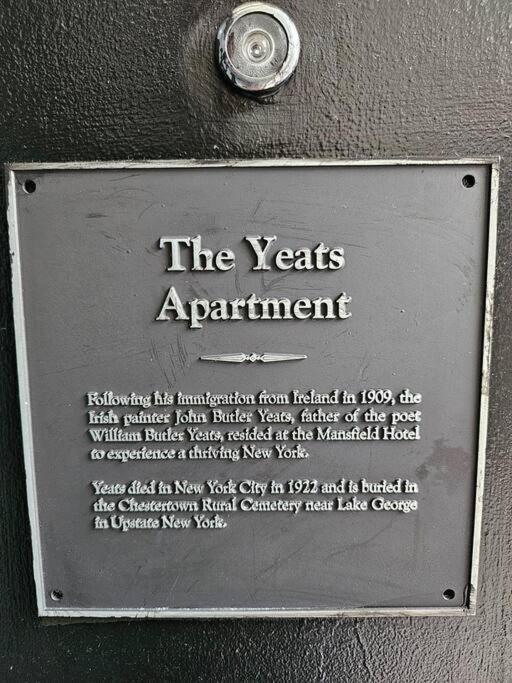 The Yeats
Apartment
Following his immigration from Ireland in 1909, the
Irish painter John Butler Yeats, father of the poet
William Butler Yeats, resided at the Mansfield Hotel
to experience a thriving New York.
Yeats died in New York City in 1922 and is buried in
the Chestertown Rural Cemetery near Lake George
in Upstate New York.